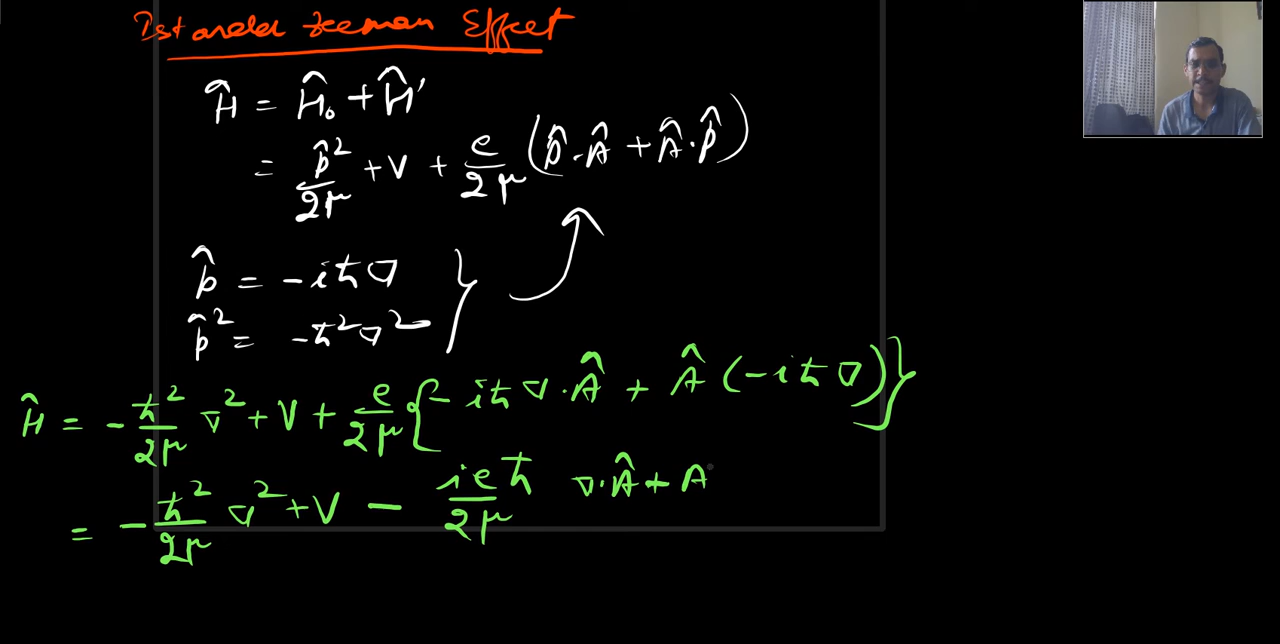 Ist order Zeeman Effect
Ĥ = Ĥ₀ + Ĥ'
= p̂²/2μ + V + e/2μ (p̂·Â + Â·p̂)
p̂ = -iħ∇
p̂² = -ħ²∇²
Ĥ = -ħ²/2μ ∇² + V + e/2μ {-iħ∇·Â + Â(-iħ∇)}
= -ħ²/2μ ∇² + V - ieħ/2μ ∇·Â + A